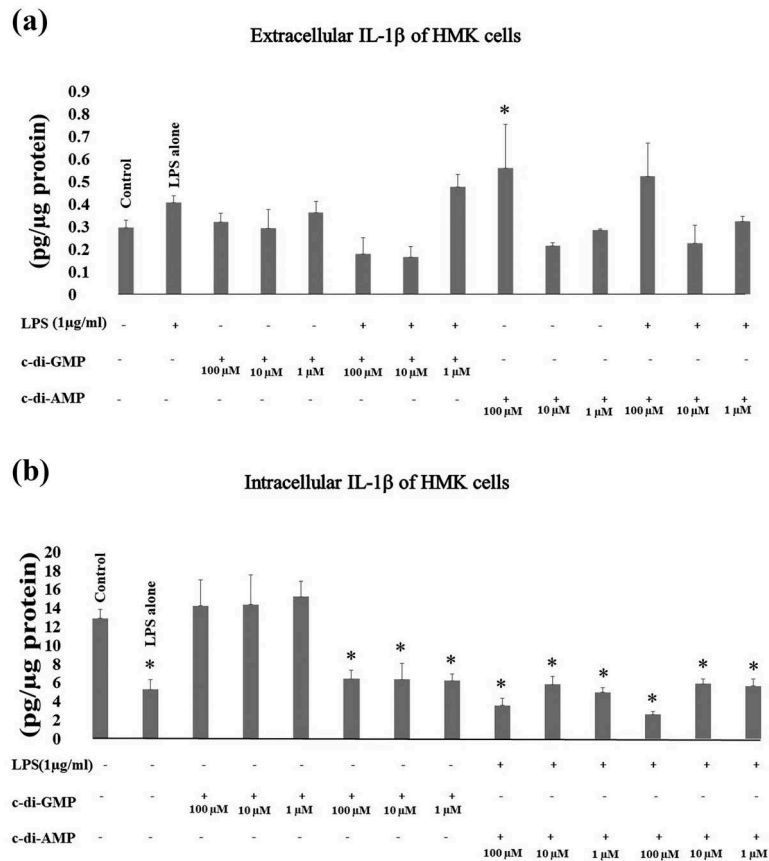 (a)
Extracellular IL-1β of HMK cells
(pg/µg protein)
0.9
0.8
0.7
0.6
0.5
0.4
0.3
0.2
0.1
0
Control
LPS alone
*
LPS (1µg/ml) - + - - - + + + - - - + + +
c-di-GMP - - + + + + + + - - - - - -
100 µM 10 µM 1 µM 100 µM 10 µM 1 µM
c-di-AMP - - - - - - - - + + + + + +
100 µM 10 µM 1 µM 100 µM 10 µM 1 µM
(b)
Intracellular IL-1β of HMK cells
(pg/µg protein)
20
18
16
14
12
10
8
6
4
2
0
Control
LPS alone
* * * * * * * * * *
LPS(1µg/ml) - - - - - - - - + + + + + +
c-di-GMP - - + + + + + + - - - - - -
100 µM 10 µM 1 µM 100 µM 10 µM 1 µM
c-di-AMP - - - - - - - - + + + + + +
100 µM 10 µM 1 µM 100 µM 10 µM 1 µM